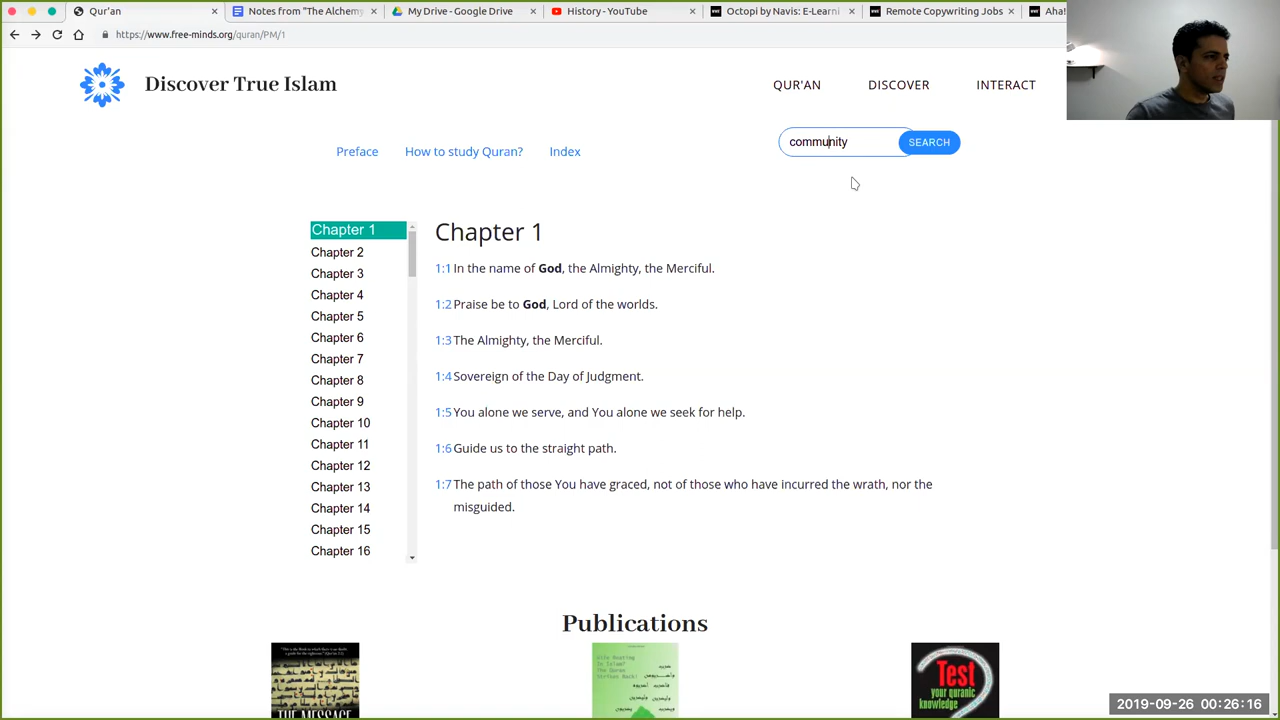 Qur'an
Notes from "The Alchemy
My Drive - Google Drive
History - YouTube
Octopi by Navis: E-Learni
Remote Copywriting Jobs
Aha!
https://www.free-minds.org/quran/PM/1
Discover True Islam
QUR'AN
DISCOVER
INTERACT
Preface
How to study Quran?
Index
community
SEARCH
Chapter 1
Chapter 2
Chapter 3
Chapter 4
Chapter 5
Chapter 6
Chapter 7
Chapter 8
Chapter 9
Chapter 10
Chapter 11
Chapter 12
Chapter 13
Chapter 14
Chapter 15
Chapter 16
Chapter 1
1:1 In the name of God, the Almighty, the Merciful.
1:2 Praise be to God, Lord of the worlds.
1:3 The Almighty, the Merciful.
1:4 Sovereign of the Day of Judgment.
1:5 You alone we serve, and You alone we seek for help.
1:6 Guide us to the straight path.
1:7 The path of those You have graced, not of those who have incurred the wrath, nor the
misguided.
Publications
THE MESSAGE
Test
your quranic
knowledge
2019-09-26 00:26:16